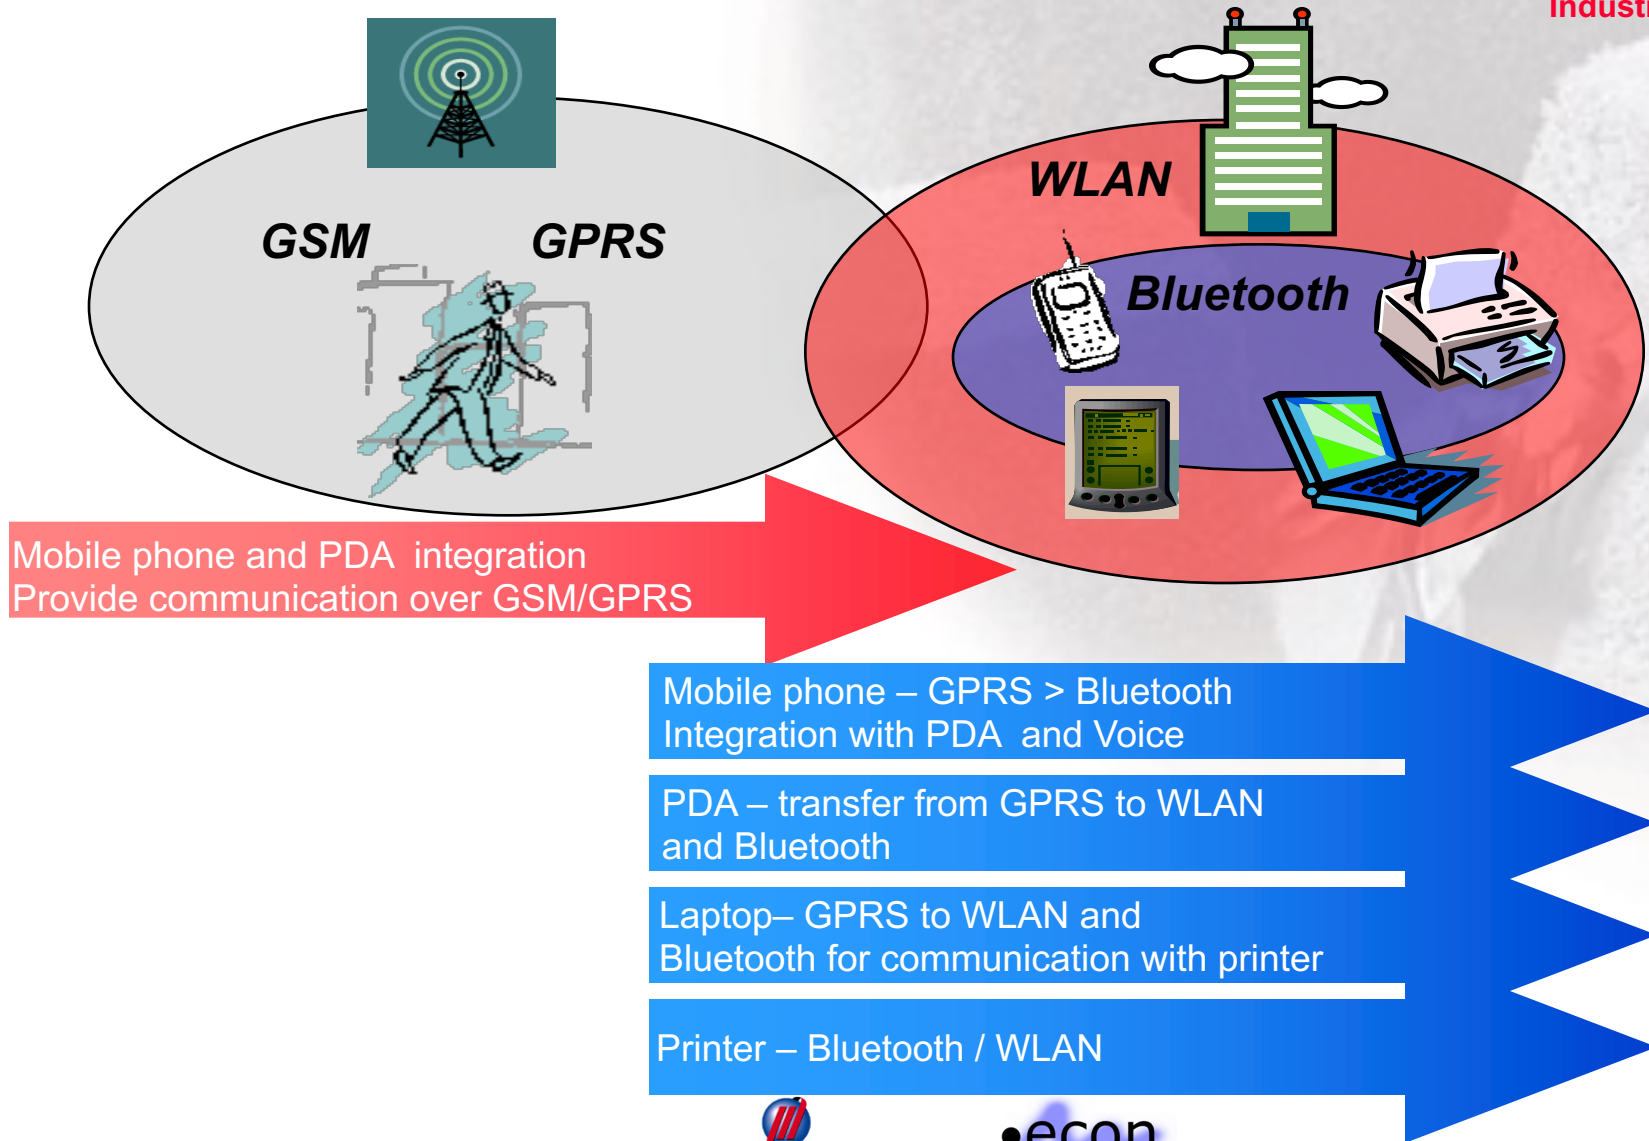 GSM
GPRS
WLAN
Bluetooth
Mobile phone and PDA integration
Provide communication over GSM/GPRS
Mobile phone – GPRS > Bluetooth
Integration with PDA and Voice
PDA – transfer from GPRS to WLAN
and Bluetooth
Laptop– GPRS to WLAN and
Bluetooth for communication with printer
Printer – Bluetooth / WLAN
•econ